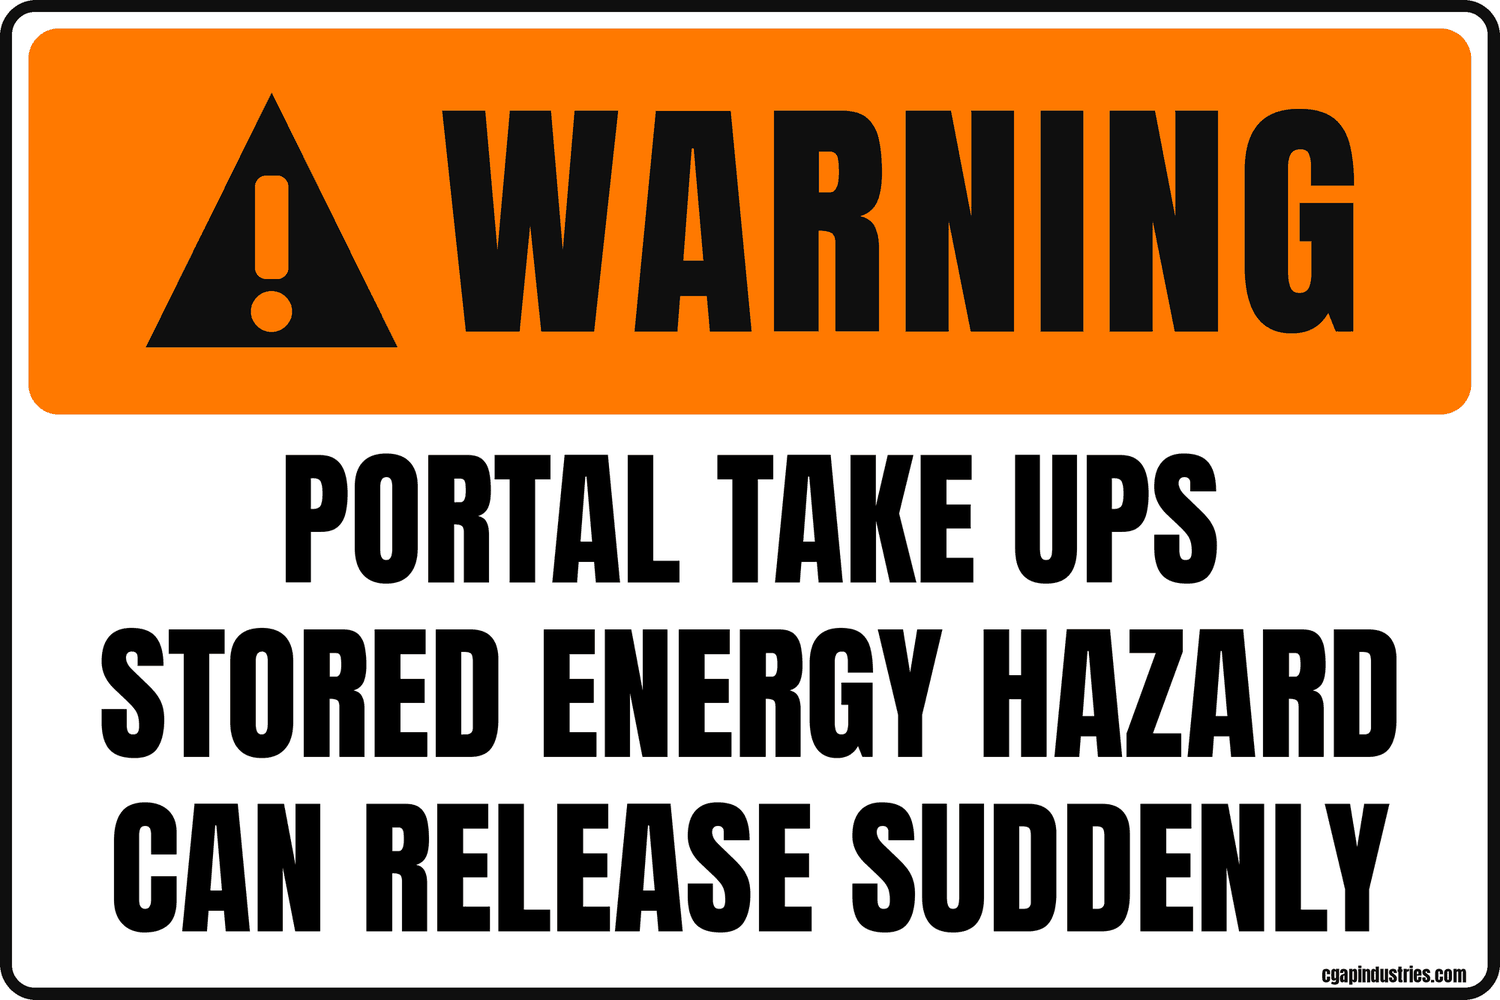 WARNING
PORTAL TAKE UPS
STORED ENERGY HAZARD
CAN RELEASE SUDDENLY
cgapindustries.com